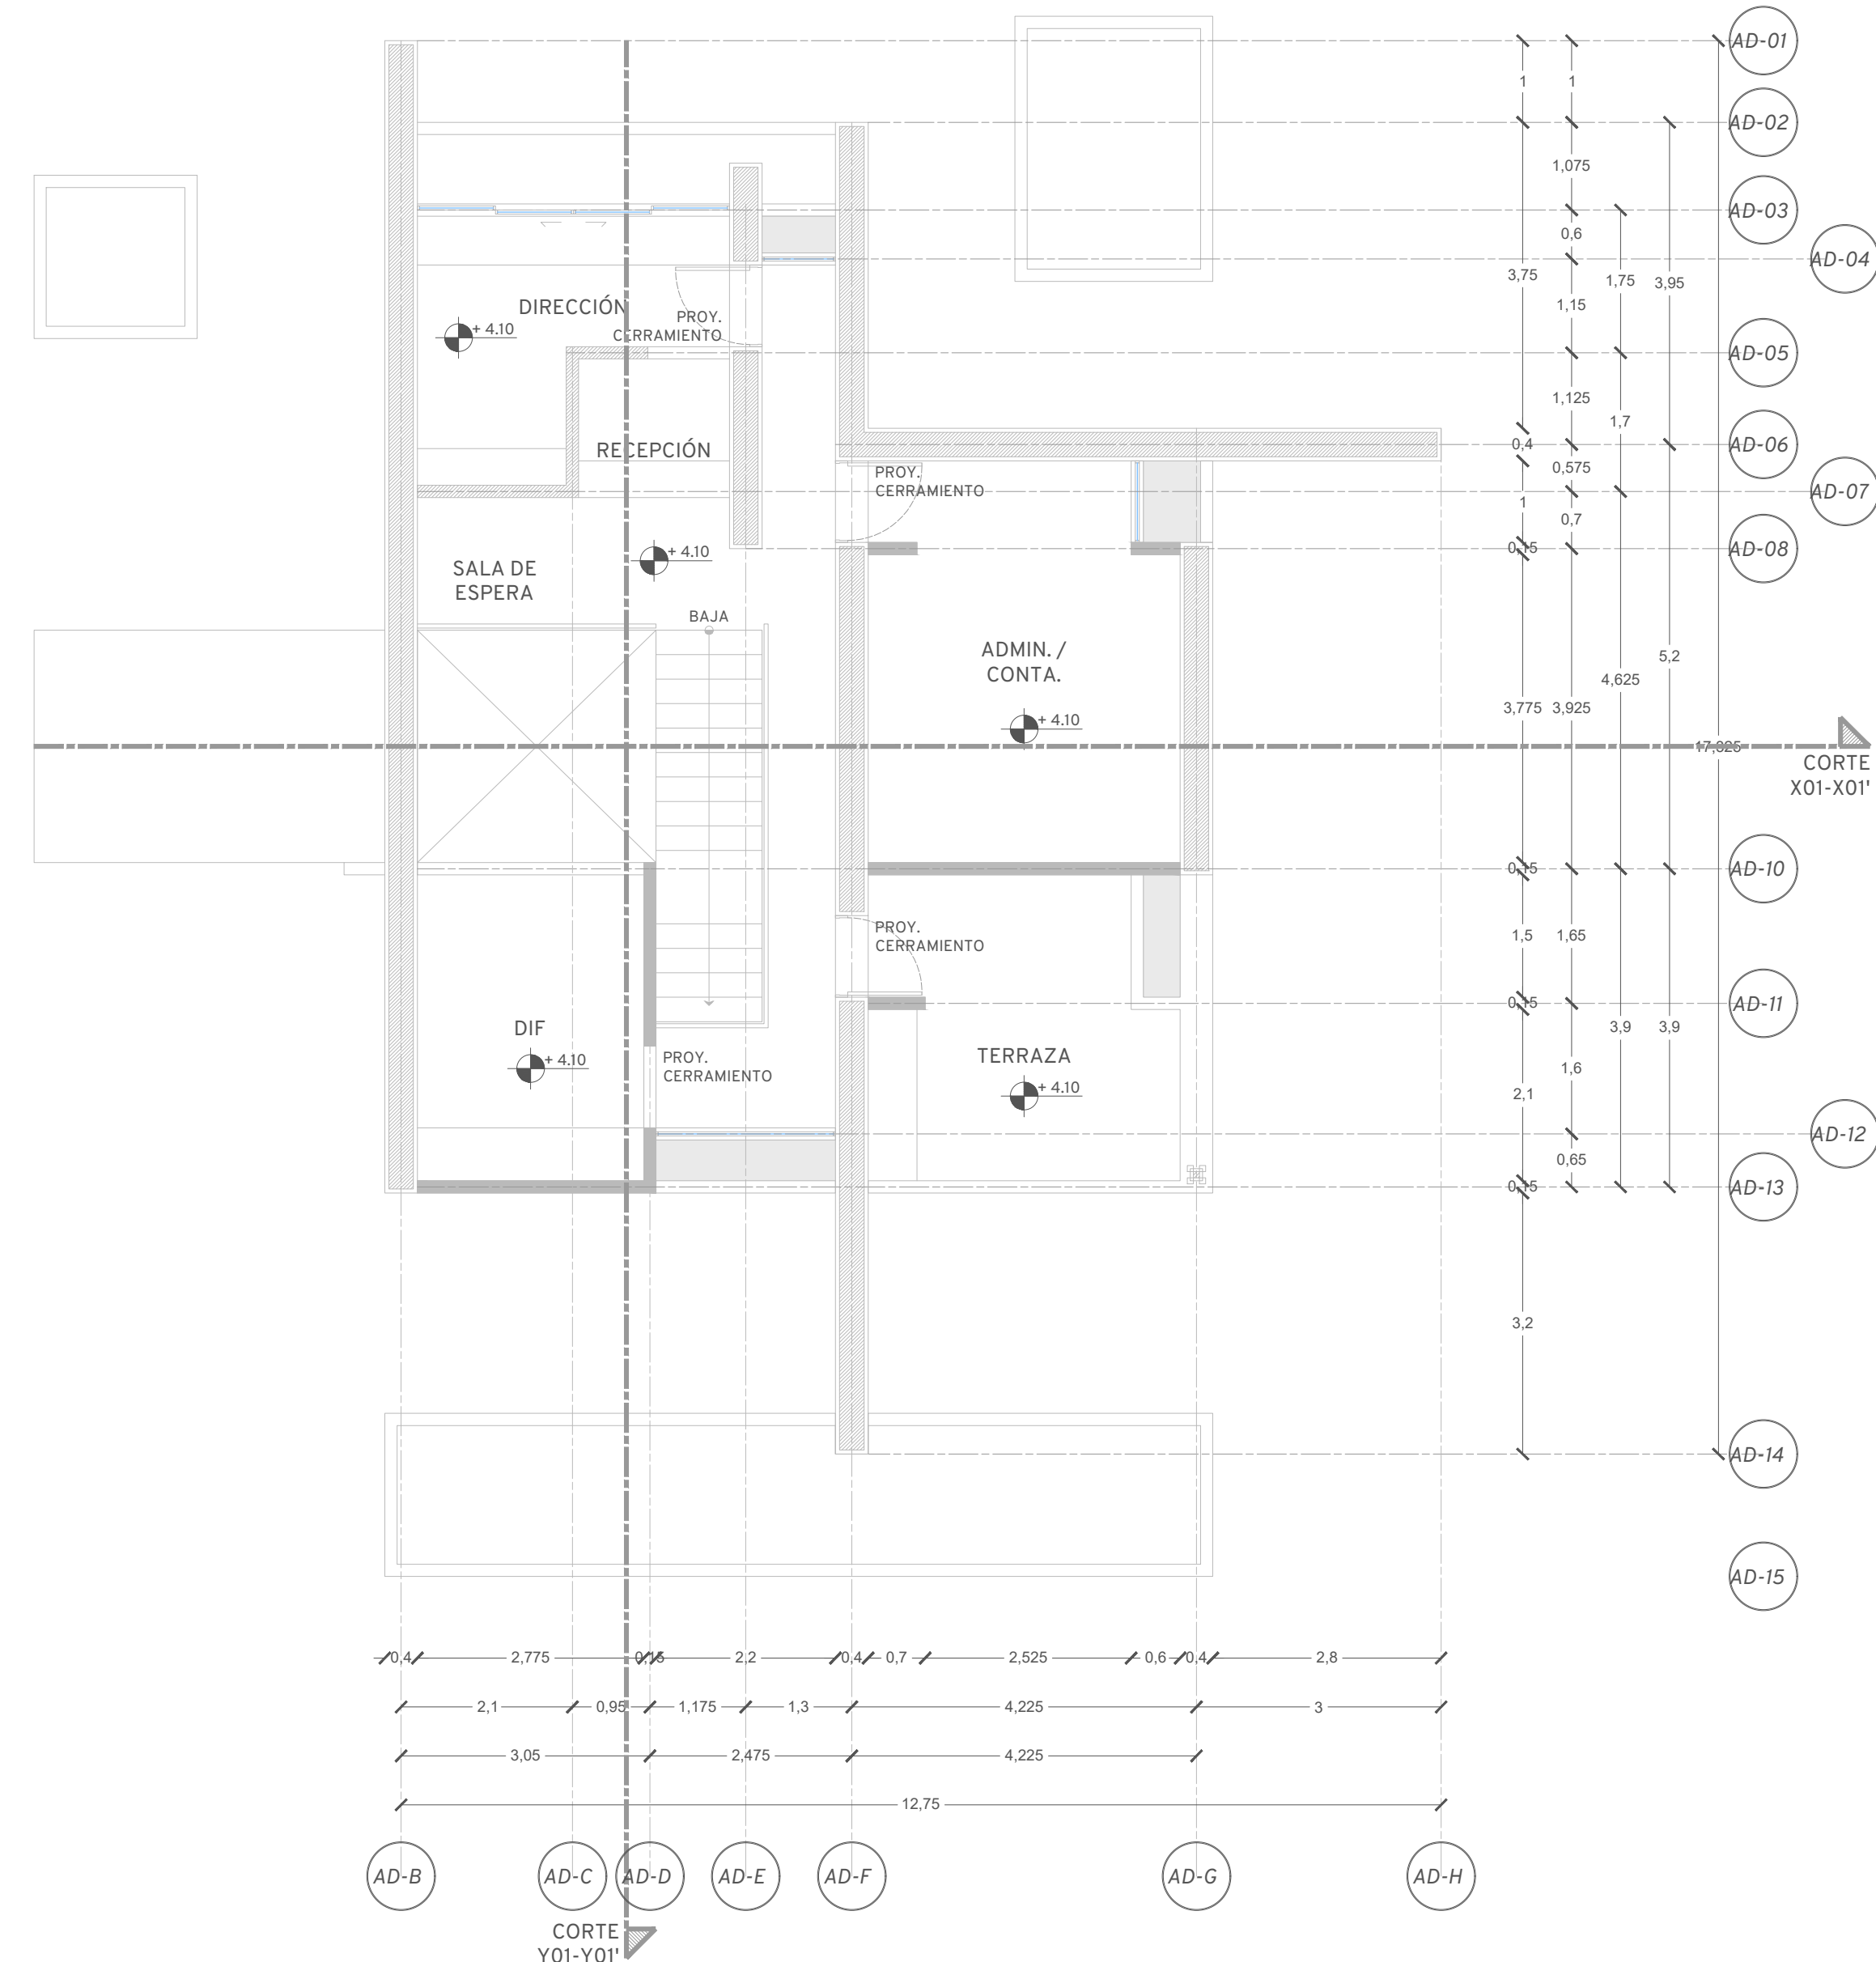 AD-01
1
1
AD-02
1,075
AD-03
0,6
AD-04
3,75
1,75
3,95
DIRECCIÓN
PROY.
CERRAMIENTO
+ 4.10
1,15
AD-05
1,125
1,7
RECEPCIÓN
0,4
AD-06
PROY.
CERRAMIENTO
0,575
AD-07
1
0,7
0,15
AD-08
+ 4.10
SALA DE
ESPERA
BAJA
ADMIN. /
CONTA.
5,2
4,625
3,775
3,925
+ 4.10
CORTE
X01-X01'
0,15
AD-10
PROY.
CERRAMIENTO
1,5
1,65
0,15
AD-11
DIF
+ 4.10
PROY.
CERRAMIENTO
TERRAZA
+ 4.10
3,9
3,9
1,6
2,1
AD-12
0,65
0,15
AD-13
3,2
AD-14
AD-15
0,4
2,775
0,15
2,2
0,4
0,7
2,525
0,6
0,4
2,8
2,1
0,95
1,175
1,3
4,225
3
3,05
2,475
4,225
12,75
AD-B
AD-C
AD-D
AD-E
AD-F
AD-G
AD-H
CORTE
Y01-Y01'